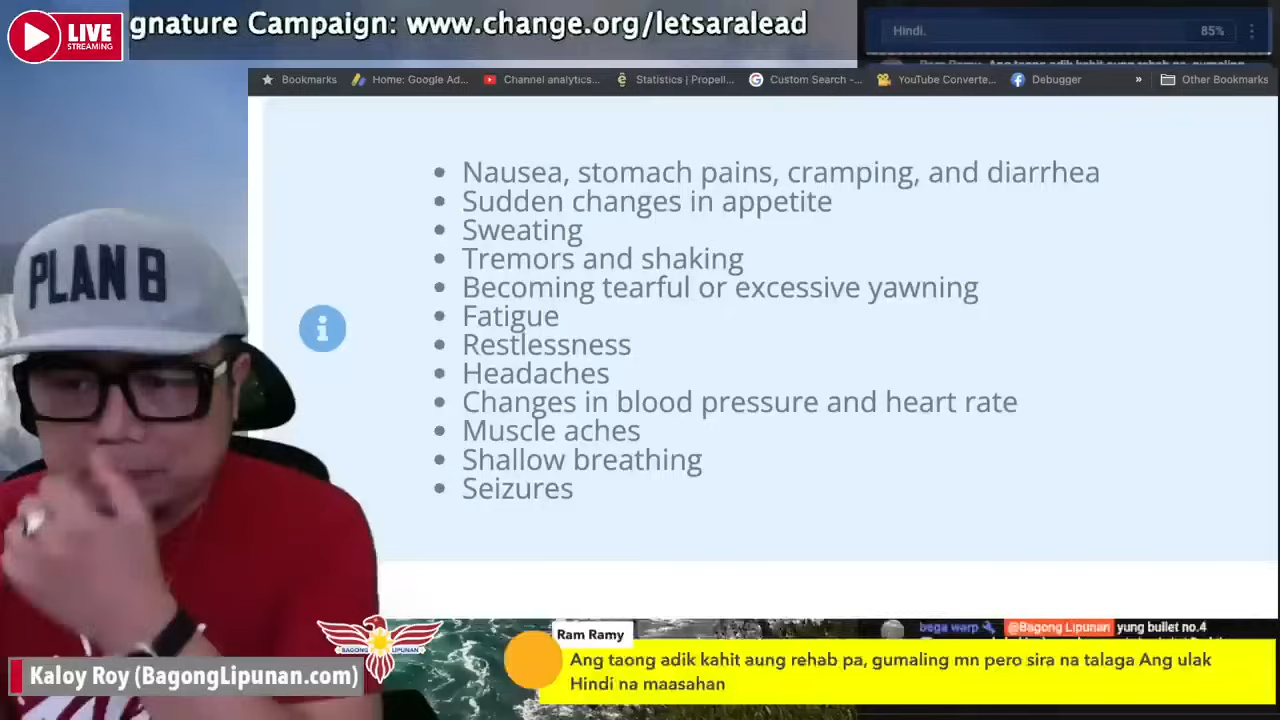 LIVE
STREAMING
gnature Campaign: www.change.org/letsaralead
Hindi.
85%
Bookmarks
Home: Google Ad...
Channel analytics...
Statistics | Propell...
Custom Search -...
YouTube Converte...
Debugger
»
Other Bookmarks
Nausea, stomach pains, cramping, and diarrhea
Sudden changes in appetite
Sweating
Tremors and shaking
Becoming tearful or excessive yawning
Fatigue
Restlessness
Headaches
Changes in blood pressure and heart rate
Muscle aches
Shallow breathing
Seizures
PLAN B
BAGONG LIPUNAN
bega warp @Bagong Lipunan yung bullet no.4
Ram Ramy
Ang taong adik kahit aung rehab pa, gumaling mn pero sira na talaga Ang ulak
Hindi na maasahan
Kaloy Roy (BagongLipunan.com)